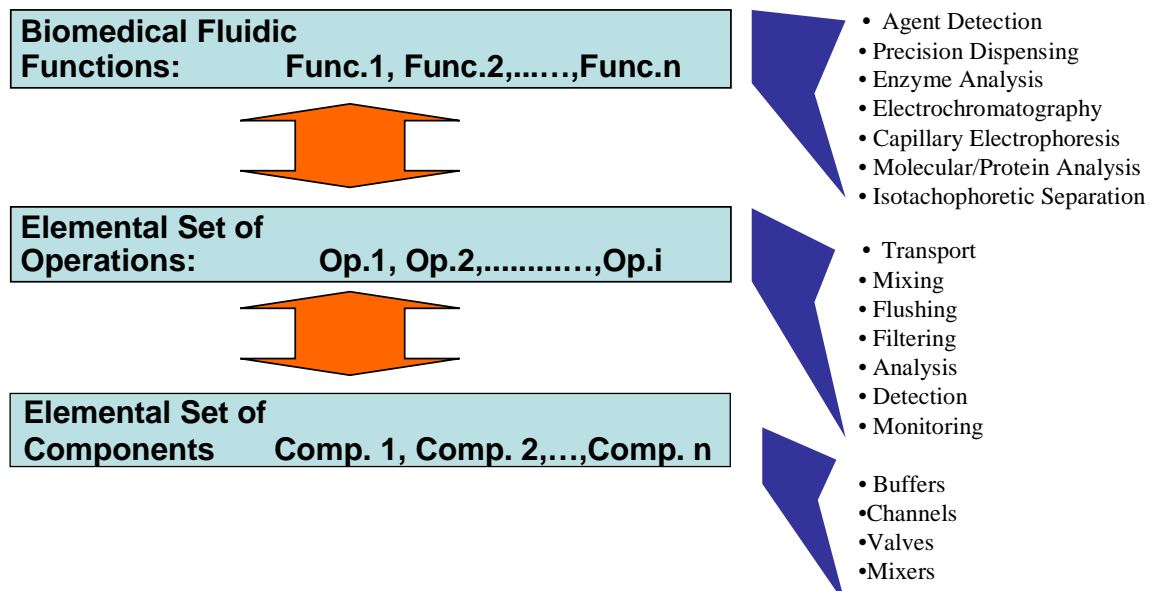 Biomedical Fluidic
Functions: Func.1, Func.2,...…,Func.n
• Agent Detection
• Precision Dispensing
• Enzyme Analysis
• Electrochromatography
• Capillary Electrophoresis
• Molecular/Protein Analysis
• Isotachophoretic Separation
Elemental Set of
Operations: Op.1, Op.2,..........…,Op.i
• Transport
• Mixing
• Flushing
• Filtering
• Analysis
• Detection
• Monitoring
Elemental Set of
Components Comp. 1, Comp. 2,…,Comp. n
• Buffers
•Channels
•Valves
•Mixers